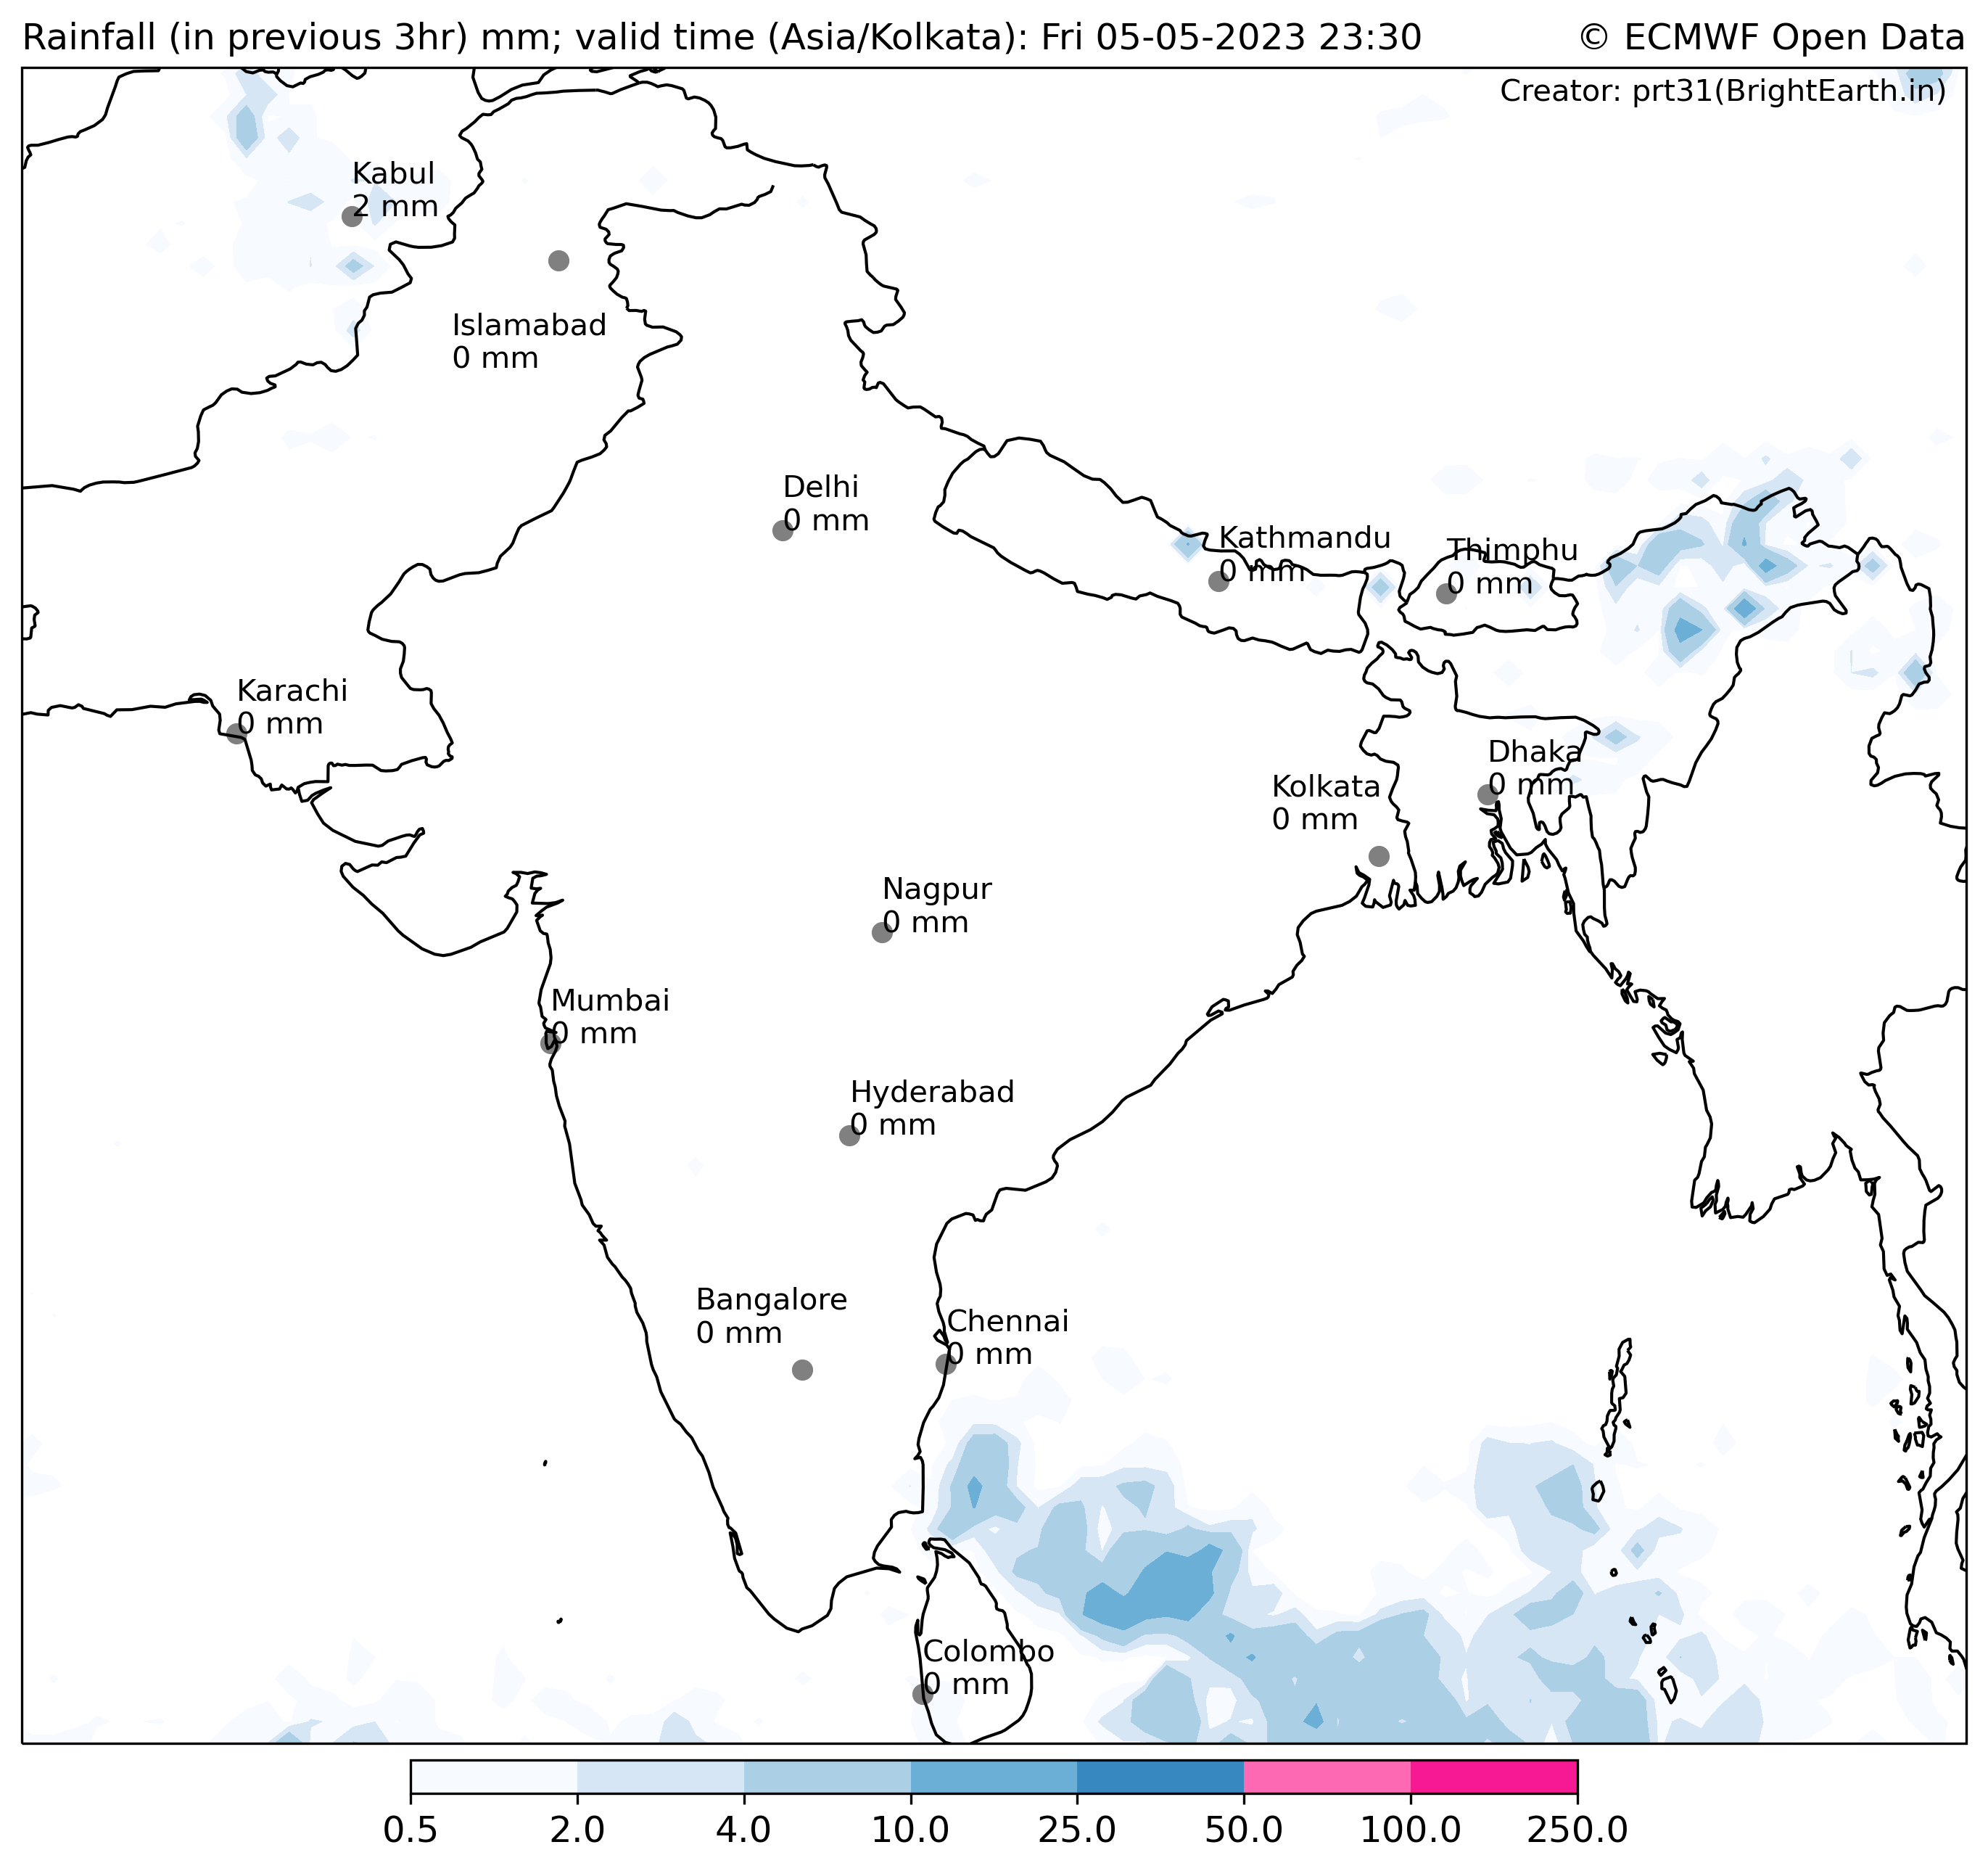 Rainfall (in previous 3hr) mm; valid time (Asia/Kolkata): Fri 05-05-2023 23:30
© ECMWF Open Data
Creator: prt31(BrightEarth.in)
Kabul
2 mm
Islamabad
0 mm
Delhi
0 mm
Kathmandu
0 mm
Thimphu
0 mm
Karachi
0 mm
Dhaka
0 mm
Kolkata
0 mm
Nagpur
0 mm
Mumbai
0 mm
Hyderabad
0 mm
Bangalore
0 mm
Chennai
0 mm
Colombo
0 mm
0.5 2.0 4.0 10.0 25.0 50.0 100.0 250.0